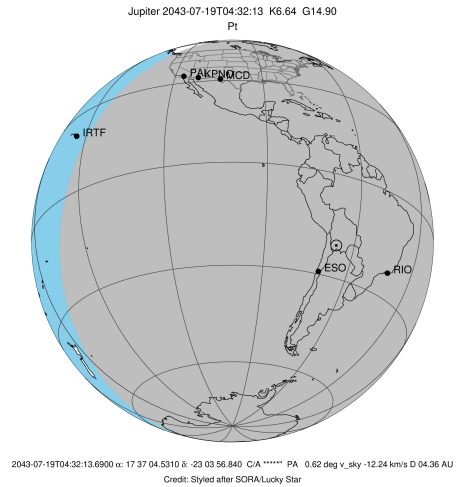 Jupiter 2043-07-19T04:32:13 K6.64 G14.90
Pt
PAL KPNO MCD
IRTF
ESO
RIO
2043-07-19T04:32:13.6900 α: 17 37 04.5310 δ: -23 03 56.840 C/A *****" PA 0.62 deg v_sky -12.24 km/s D 04.36 AU
Credit: Styled after SORA/Lucky Star